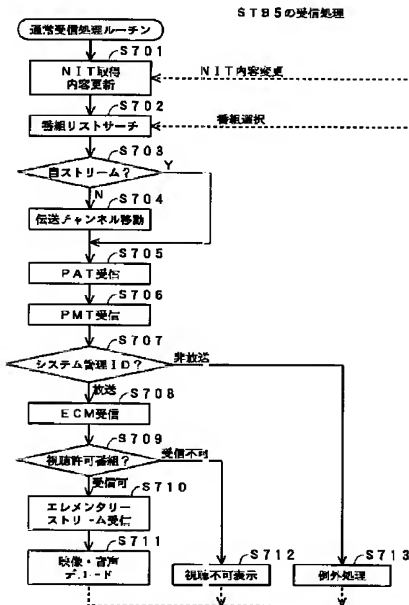 STB5の受信処理
通常受信処理ルーチン
S701
NIT取得
内容更新
NIT内容変更
S702
番組リストサーチ
番組選択
S703
自ストリーム?
Y
N
S704
伝送チャンネル移動
S705
PAT受信
S706
PMT受信
S707
システム管理ID?
非放送
放送
S708
ECM受信
S709
視聴許可番組?
受信不可
受信可
S710
エレメンタリー
ストリーム受信
S711
映像・音声
デコード
S712
視聴不可表示
S713
例外処理